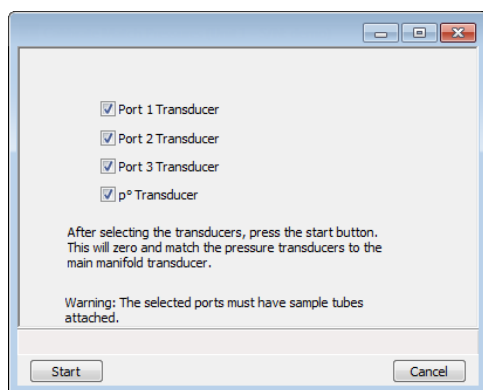 Port 1 Transducer
Port 2 Transducer
Port 3 Transducer
p° Transducer
After selecting the transducers, press the start button.
This will zero and match the pressure transducers to the
main manifold transducer.
Warning: The selected ports must have sample tubes
attached.
Start
Cancel